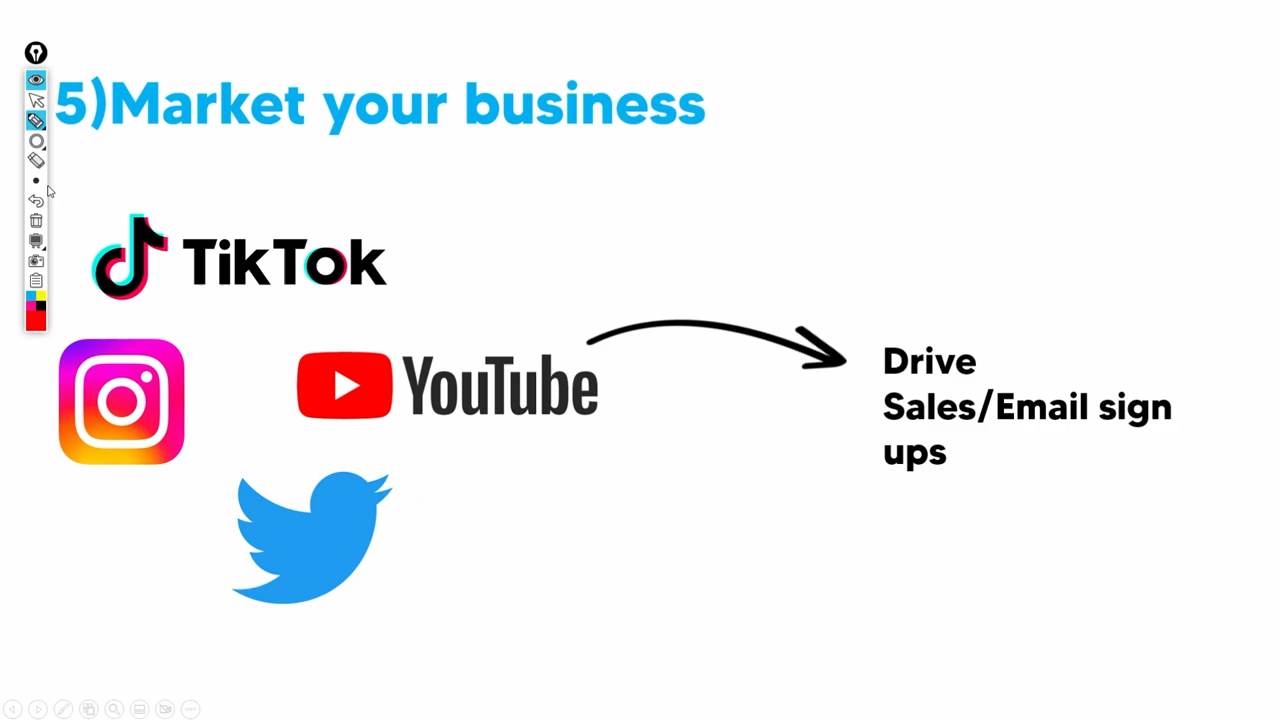 5)Market your business
TikTok
YouTube
Drive
Sales/Email sign
ups